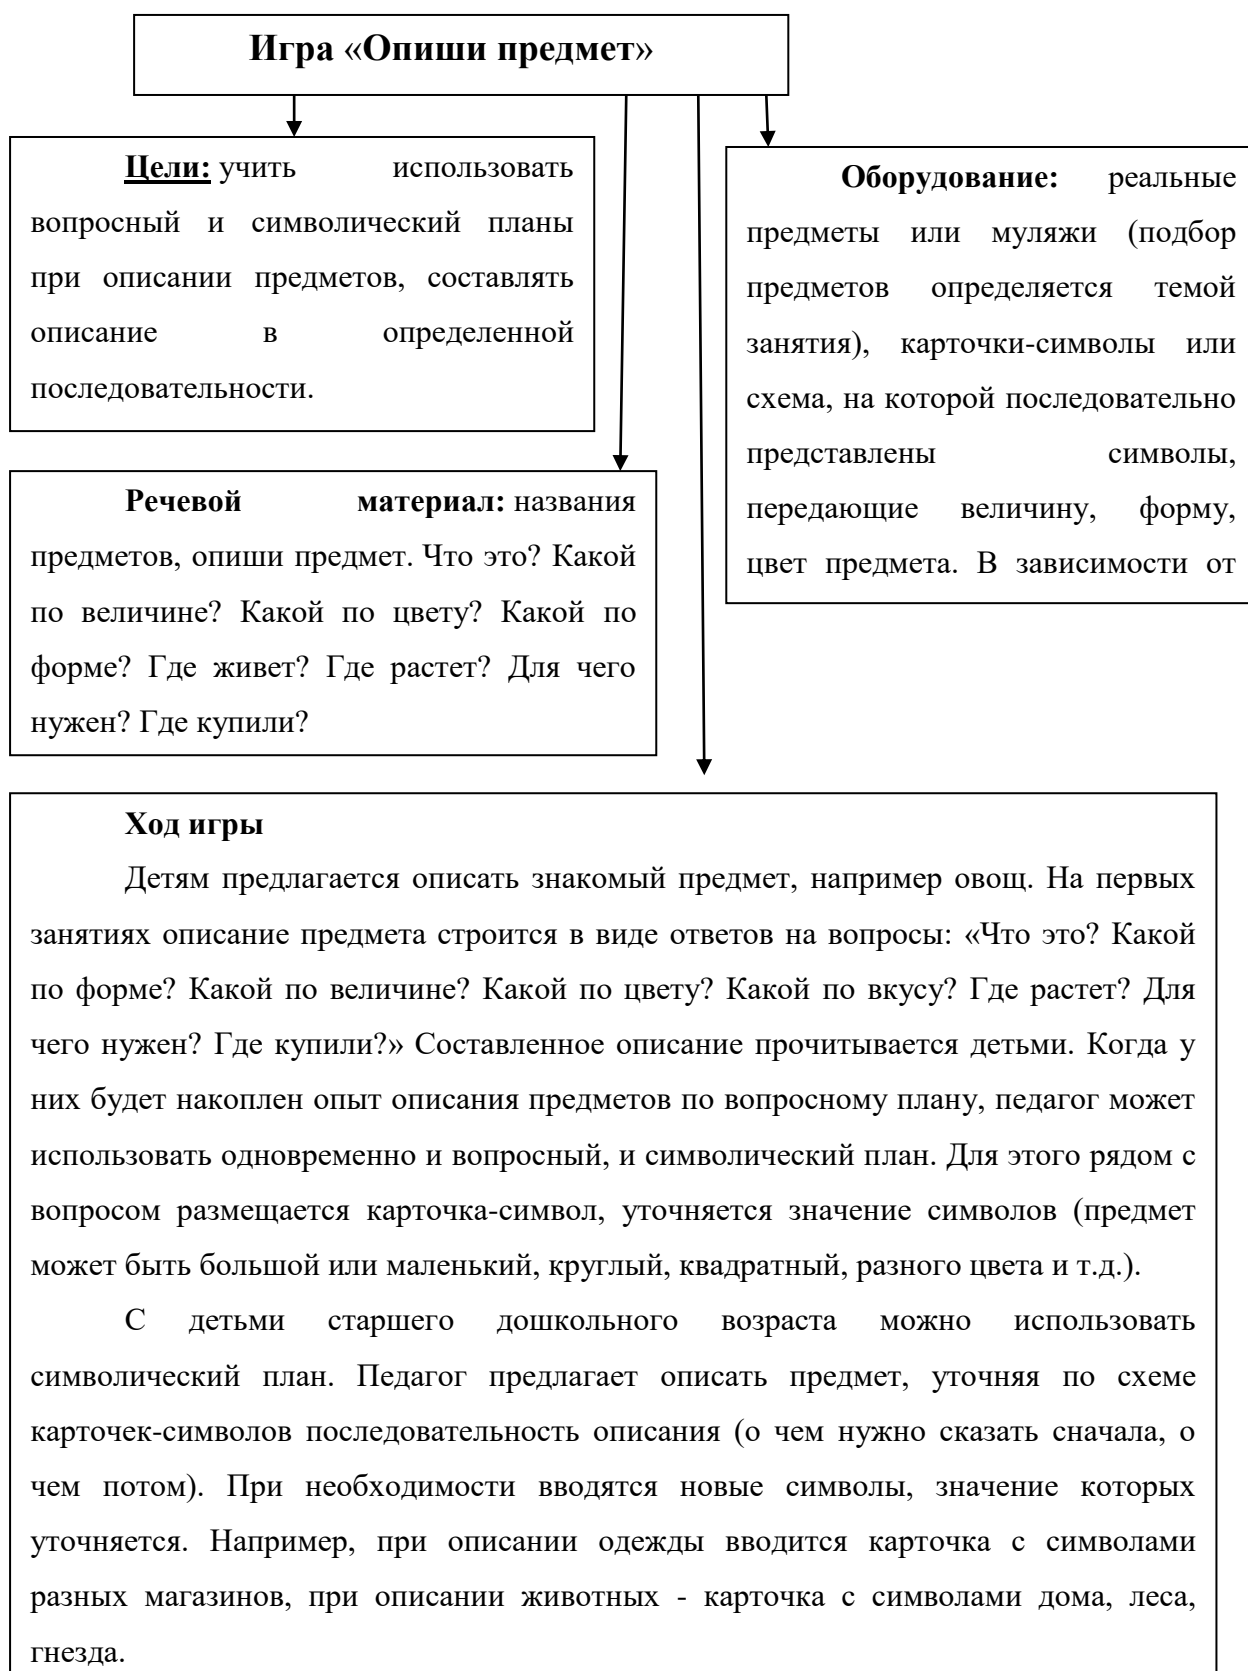 Игра «Опиши предмет»
Цели: учить использовать
вопросный и символический планы
при описании предметов, составлять
описание в определенной
последовательности.
Оборудование: реальные
предметы или муляжи (подбор
предметов определяется темой
занятия), карточки-символы или
схема, на которой последовательно
представлены символы,
передающие величину, форму,
цвет предмета. В зависимости от
Речевой материал: названия
предметов, опиши предмет. Что это? Какой
по величине? Какой по цвету? Какой по
форме? Где живет? Где растет? Для чего
нужен? Где купили?
Ход игры
Детям предлагается описать знакомый предмет, например овощ. На первых
занятиях описание предмета строится в виде ответов на вопросы: «Что это? Какой
по форме? Какой по величине? Какой по цвету? Какой по вкусу? Где растет? Для
чего нужен? Где купили?» Составленное описание прочитывается детьми. Когда у
них будет накоплен опыт описания предметов по вопросному плану, педагог может
использовать одновременно и вопросный, и символический план. Для этого рядом с
вопросом размещается карточка-символ, уточняется значение символов (предмет
может быть большой или маленький, круглый, квадратный, разного цвета и т.д.).
С детьми старшего дошкольного возраста можно использовать
символический план. Педагог предлагает описать предмет, уточняя по схеме
карточек-символов последовательность описания (о чем нужно сказать сначала, о
чем потом). При необходимости вводятся новые символы, значение которых
уточняется. Например, при описании одежды вводится карточка с символами
разных магазинов, при описании животных - карточка с символами дома, леса,
гнезда.